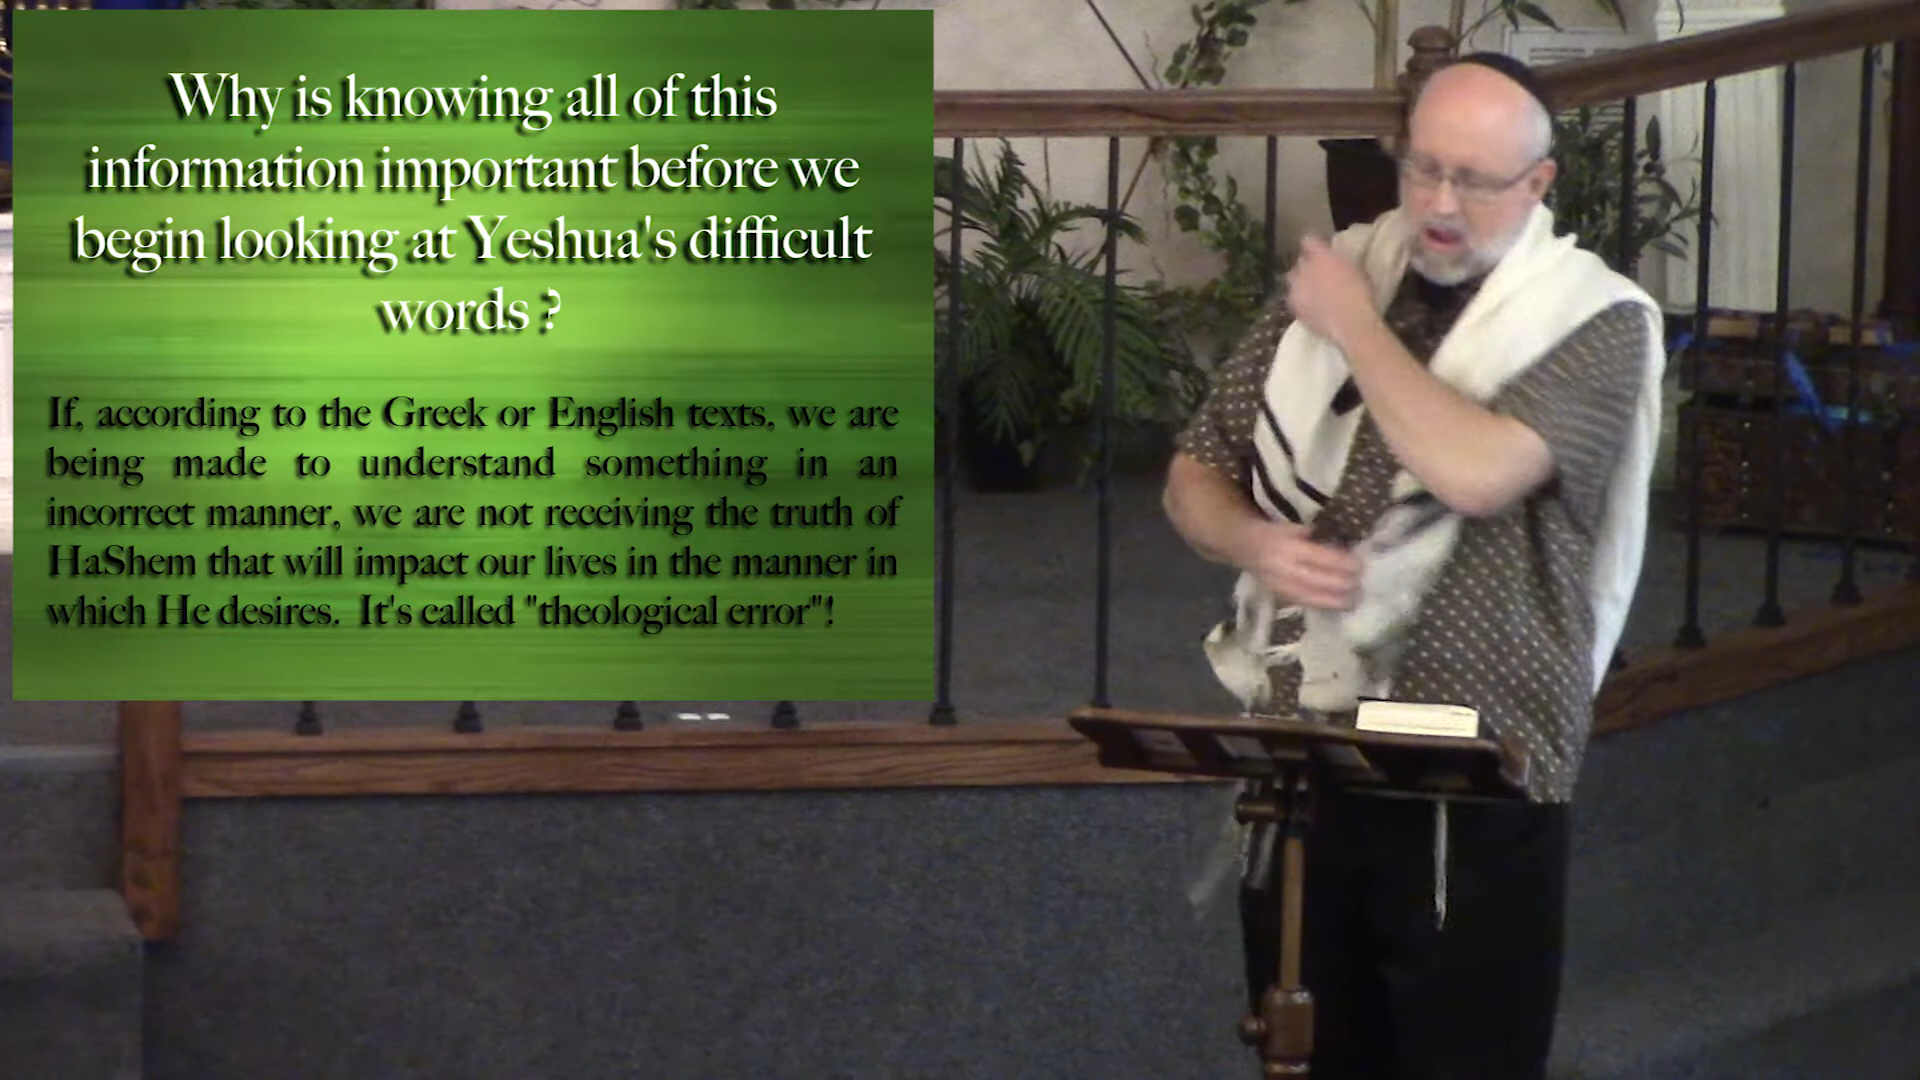 Why is knowing all of this
information important before we
begin looking at Yeshua's difficult
words ?
If, according to the Greek or English texts, we are
being made to understand something in an
incorrect manner, we are not receiving the truth of
HaShem that will impact our lives in the manner in
which He desires. It's called "theological error"!